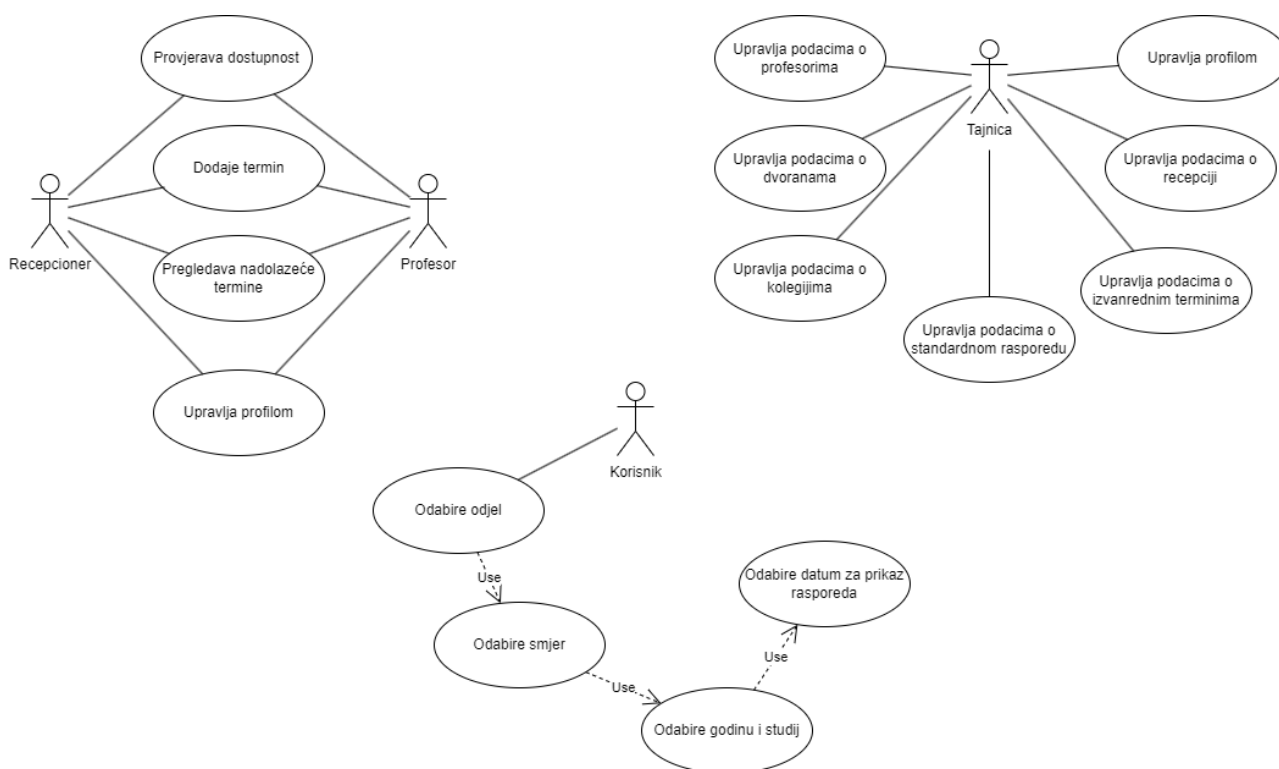 Provjerava dostupnost
Dodaje termin
Pregledava nadolazeće
termine
Upravlja profilom
Recepcioner
Profesor
Upravlja podacima o
profesorima
Upravlja podacima o
dvoranama
Upravlja podacima o
kolegijima
Tajnica
Upravlja profilom
Upravlja podacima o
recepciji
Upravlja podacima o
izvanrednim terminima
Upravlja podacima o
standardnom rasporedu
Korisnik
Odabire odjel
Use
Odabire smjer
Use
Odabire godinu i studij
Use
Odabire datum za prikaz
rasporeda